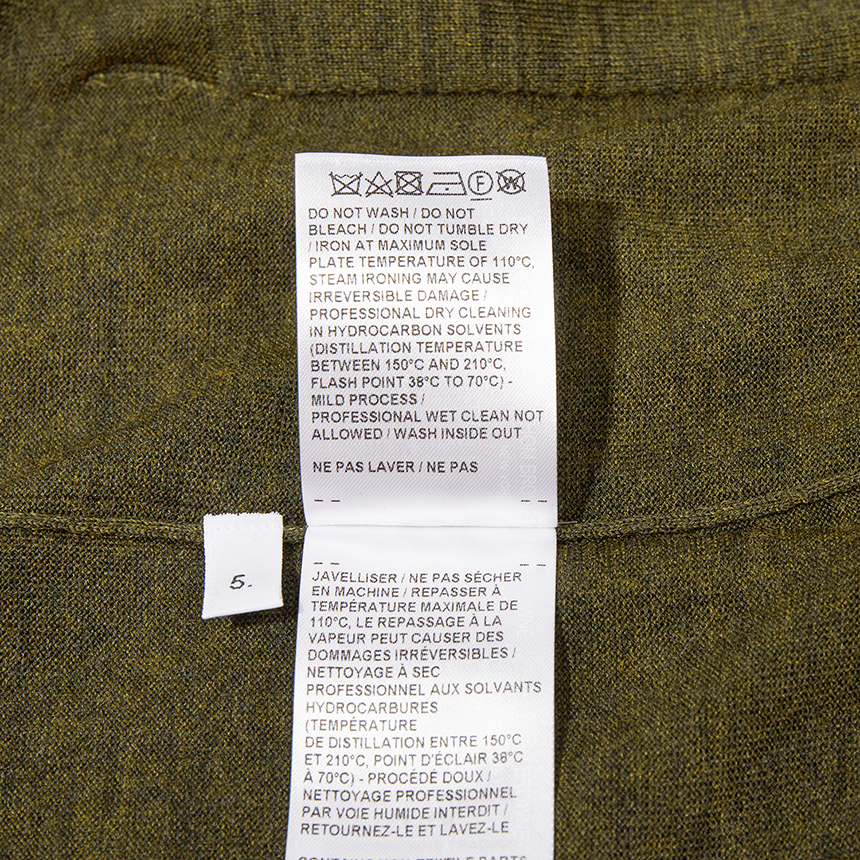 F W
DO NOT WASH / DO NOT
BLEACH / DO NOT TUMBLE DRY
/ IRON AT MAXIMUM SOLE
PLATE TEMPERATURE OF 110°C,
STEAM IRONING MAY CAUSE
IRREVERSIBLE DAMAGE /
PROFESSIONAL DRY CLEANING
IN HYDROCARBON SOLVENTS
(DISTILLATION TEMPERATURE
BETWEEN 150°C AND 210°C,
FLASH POINT 38°C TO 70°C) -
MILD PROCESS /
PROFESSIONAL WET CLEAN NOT
ALLOWED / WASH INSIDE OUT
NE PAS LAVER / NE PAS
5.
JAVELLISER / NE PAS SÉCHER
EN MACHINE / REPASSER À
TEMPÉRATURE MAXIMALE DE
110°C, LE REPASSAGE À LA
VAPEUR PEUT CAUSER DES
DOMMAGES IRRÉVERSIBLES /
NETTOYAGE À SEC
PROFESSIONNEL AUX SOLVANTS
HYDROCARBURES
(TEMPÉRATURE
DE DISTILLATION ENTRE 150°C
ET 210°C, POINT D'ÉCLAIR 38°C
À 70°C) - PROCÉDÉ DOUX /
NETTOYAGE PROFESSIONNEL
PAR VOIE HUMIDE INTERDIT /
RETOURNEZ-LE ET LAVEZ-LE